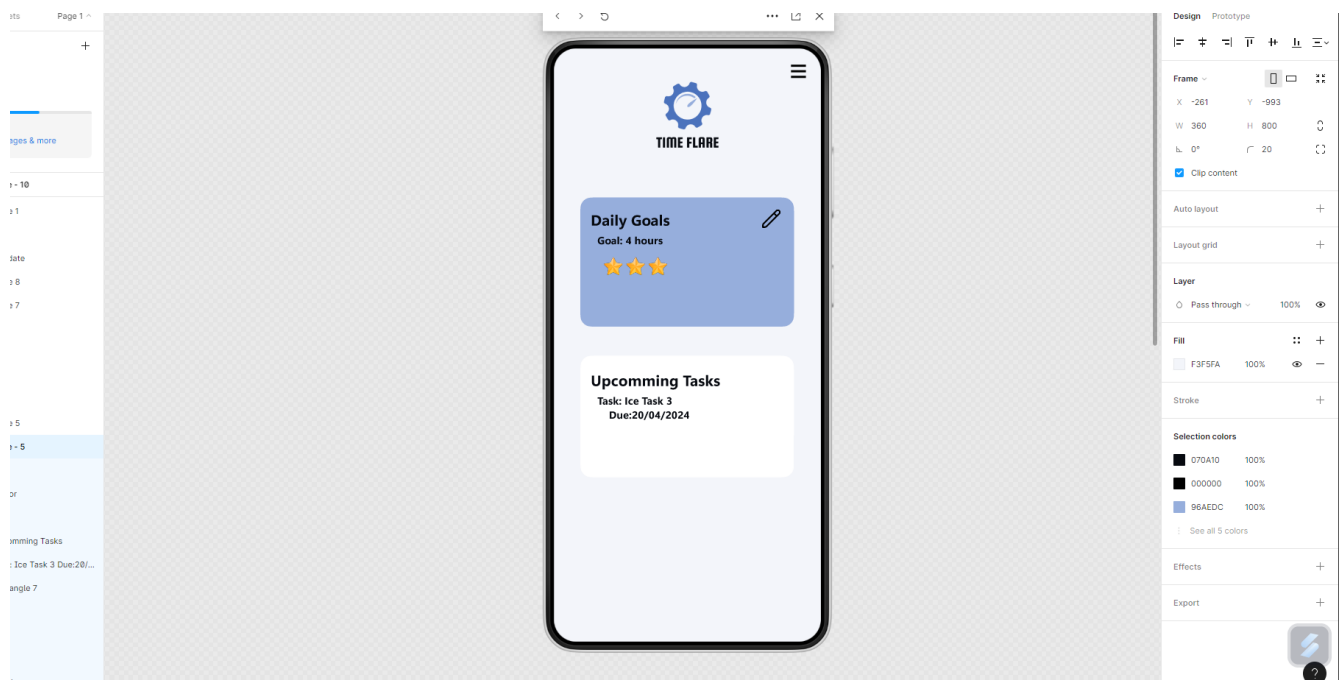 Page 1
ages & more
- 10
e 1
date
e 8
e 7
e 5
e - 5
or
omming Tasks
: Ice Task 3 Due:20/...
angle 7
TIME FLARE
Daily Goals
Goal: 4 hours
Upcomming Tasks
Task: Ice Task 3
Due:20/04/2024
Design Prototype
Frame
X -261 Y -993
W 360 H 800
0° 20
Clip content
Auto layout
Layout grid
Layer
Pass through 100%
Fill
F3F5FA 100%
Stroke
Selection colors
070A10 100%
000000 100%
96AEDC 100%
See all 5 colors
Effects
Export
?